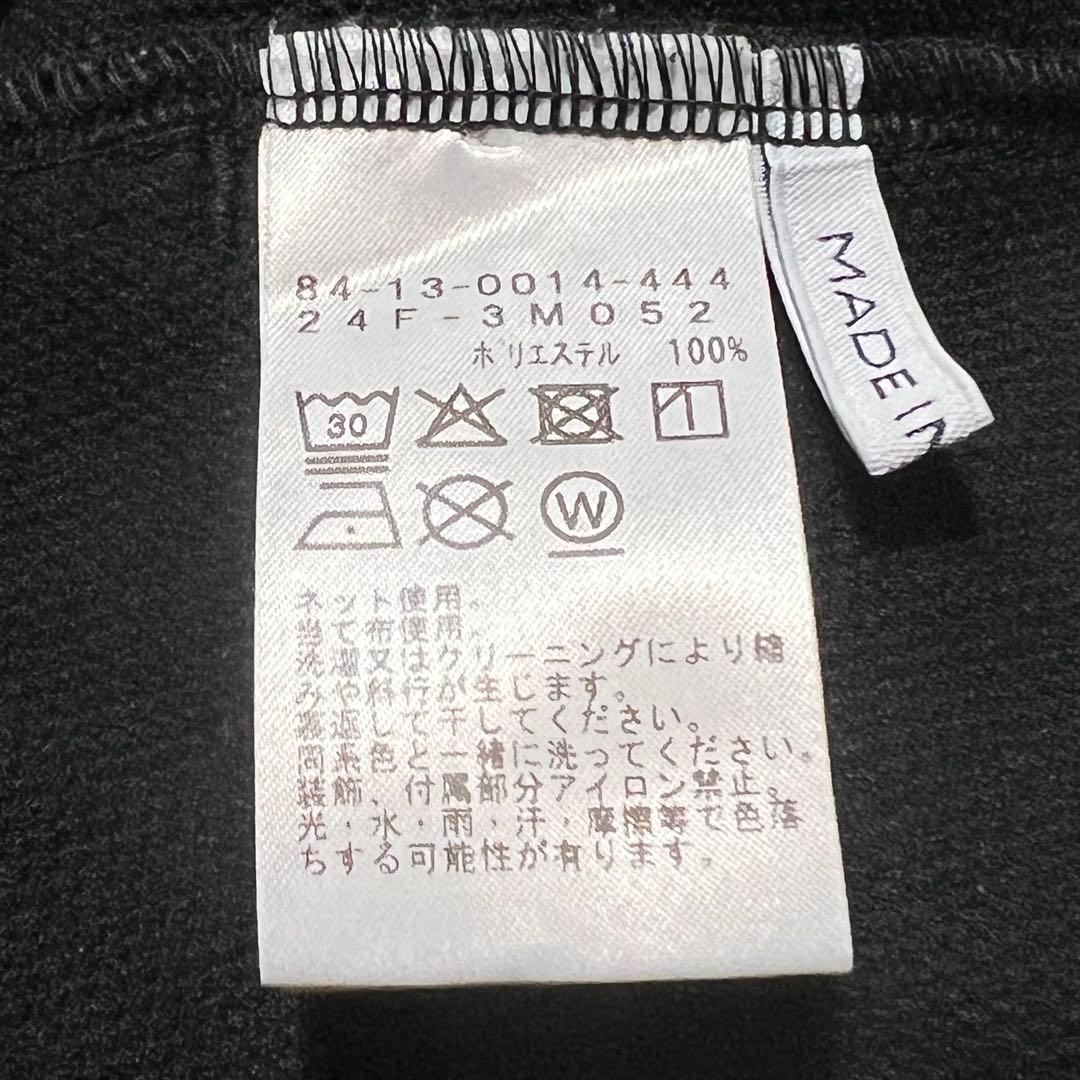 84-13-0014-444
24F-3M052
ポリエステル 100%
30
W
ネット使用。
当て布使用。
洗濯又はクリーニングにより縮
みや斜行が生じます。
裏返して干してください。
同系色と一緒に洗ってください。
装飾、付属部分アイロン禁止。
光・水・雨・汗・摩擦等で色落
ちする可能性が有ります。
MADE IN